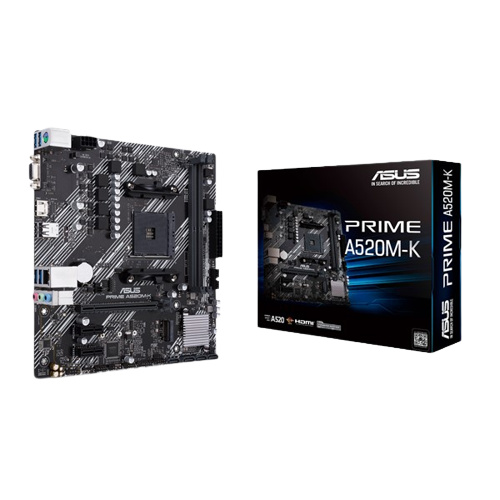 ASUS
PRIME A520M-K
ASUS
IN SEARCH OF INCREDIBLE
PRIME
A520M-K
A520
HDMI
ASUS PRIME A520M-K
IN SEARCH OF INCREDIBLE